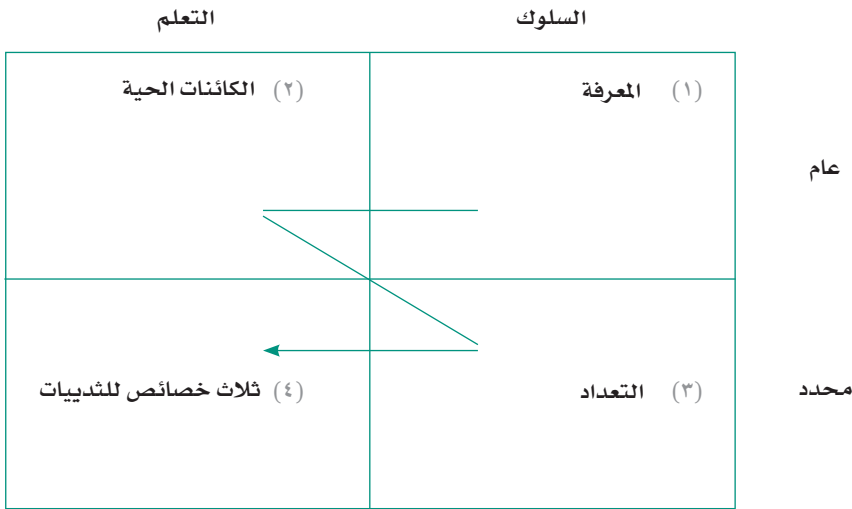 السلوك التعلم
(١) المعرفة (٢) الكائنات الحية
عام
محدد (٣) التعداد (٤) ثلاث خصائص للثدييات